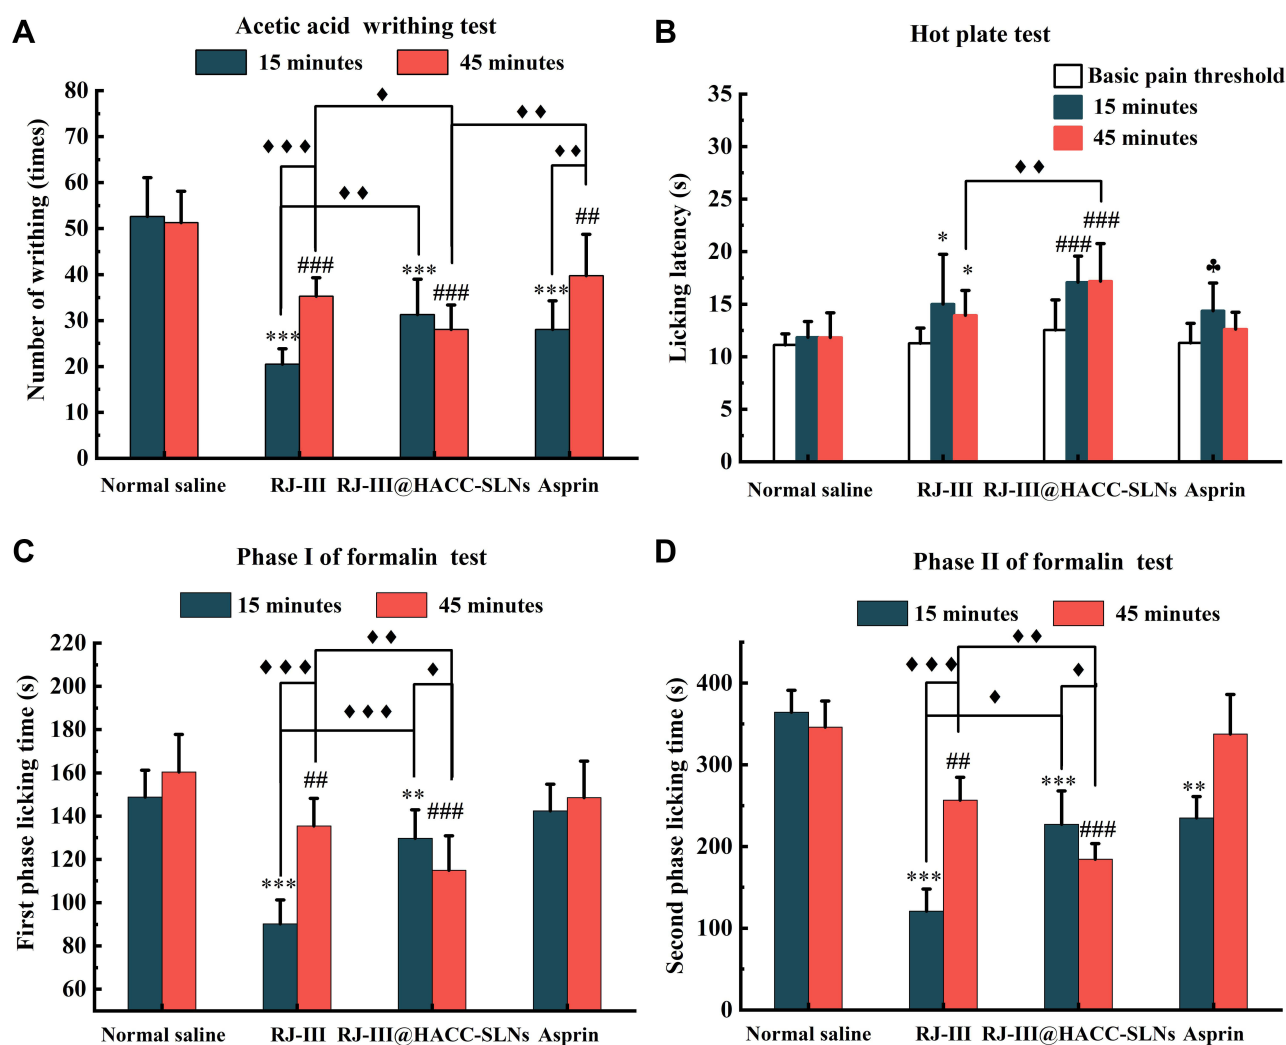 A
Acetic acid writhing test
15 minutes
45 minutes
Number of writhing (times)
80
70
60
50
40
30
20
10
0
♦
♦♦♦
♦♦
♦♦
♦♦
***
###
***
###
***
##
Normal saline
RJ-III
RJ-III@HACC-SLNs
Asprin
B
Hot plate test
Basic pain threshold
15 minutes
45 minutes
Licking latency (s)
35
30
25
20
15
10
5
0
♦♦
*
*
###
###
♣
Normal saline
RJ-III
RJ-III@HACC-SLNs
Asprin
C
Phase I of formalin test
15 minutes
45 minutes
First phase licking time (s)
220
200
180
160
140
120
100
80
60
♦♦
♦♦♦
♦
♦♦♦
***
##
**
###
Normal saline
RJ-III
RJ-III@HACC-SLNs
Asprin
D
Phase II of formalin test
15 minutes
45 minutes
Second phase licking time (s)
400
300
200
100
0
♦♦
♦♦♦
♦
♦
***
##
***
###
**
Normal saline
RJ-III
RJ-III@HACC-SLNs
Asprin